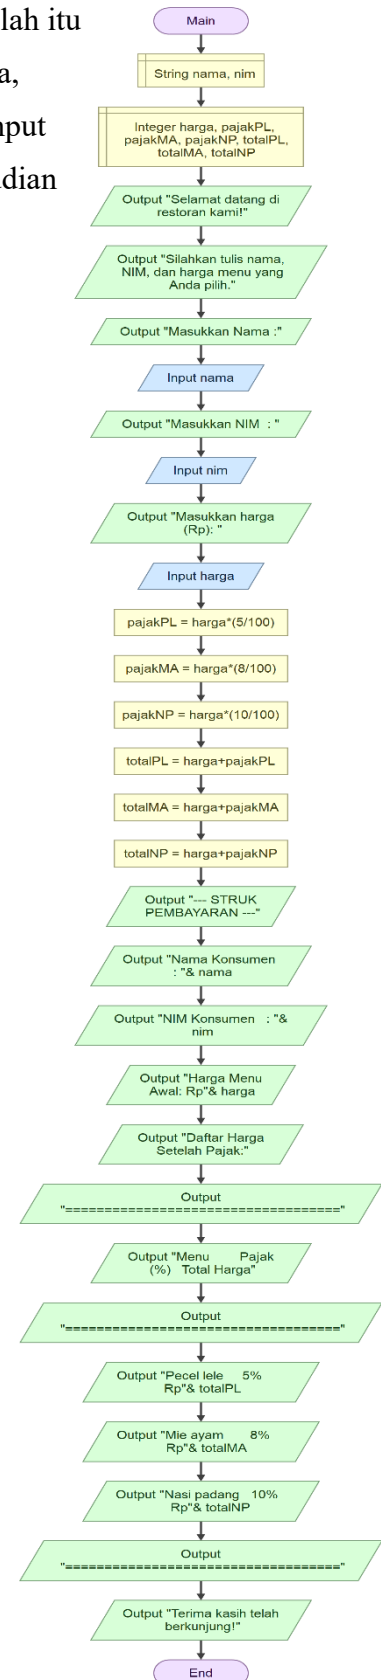 lah itu
a,
nput
dian
Main
String nama, nim
Integer harga, pajakPL,
pajakMA, pajakNP, totalPL,
totalMA, totalNP
Output "Selamat datang di
restoran kami!"
Output "Silahkan tulis nama,
NIM, dan harga menu yang
Anda pilih."
Output "Masukkan Nama :"
Input nama
Output "Masukkan NIM  : "
Input nim
Output "Masukkan harga
(Rp): "
Input harga
pajakPL = harga*(5/100)
pajakMA = harga*(8/100)
pajakNP = harga*(10/100)
totalPL = harga+pajakPL
totalMA = harga+pajakMA
totalNP = harga+pajakNP
Output "--- STRUK
PEMBAYARAN ---"
Output "Nama Konsumen
: "& nama
Output "NIM Konsumen   : "&
nim
Output "Harga Menu
Awal: Rp"& harga
Output "Daftar Harga
Setelah Pajak:"
Output
"==================================="
Output "Menu        Pajak
(%)   Total Harga"
Output
"==================================="
Output "Pecel lele     5%
Rp"& totalPL
Output "Mie ayam       8%
Rp"& totalMA
Output "Nasi padang   10%
Rp"& totalNP
Output
"==================================="
Output "Terima kasih telah
berkunjung!"
End